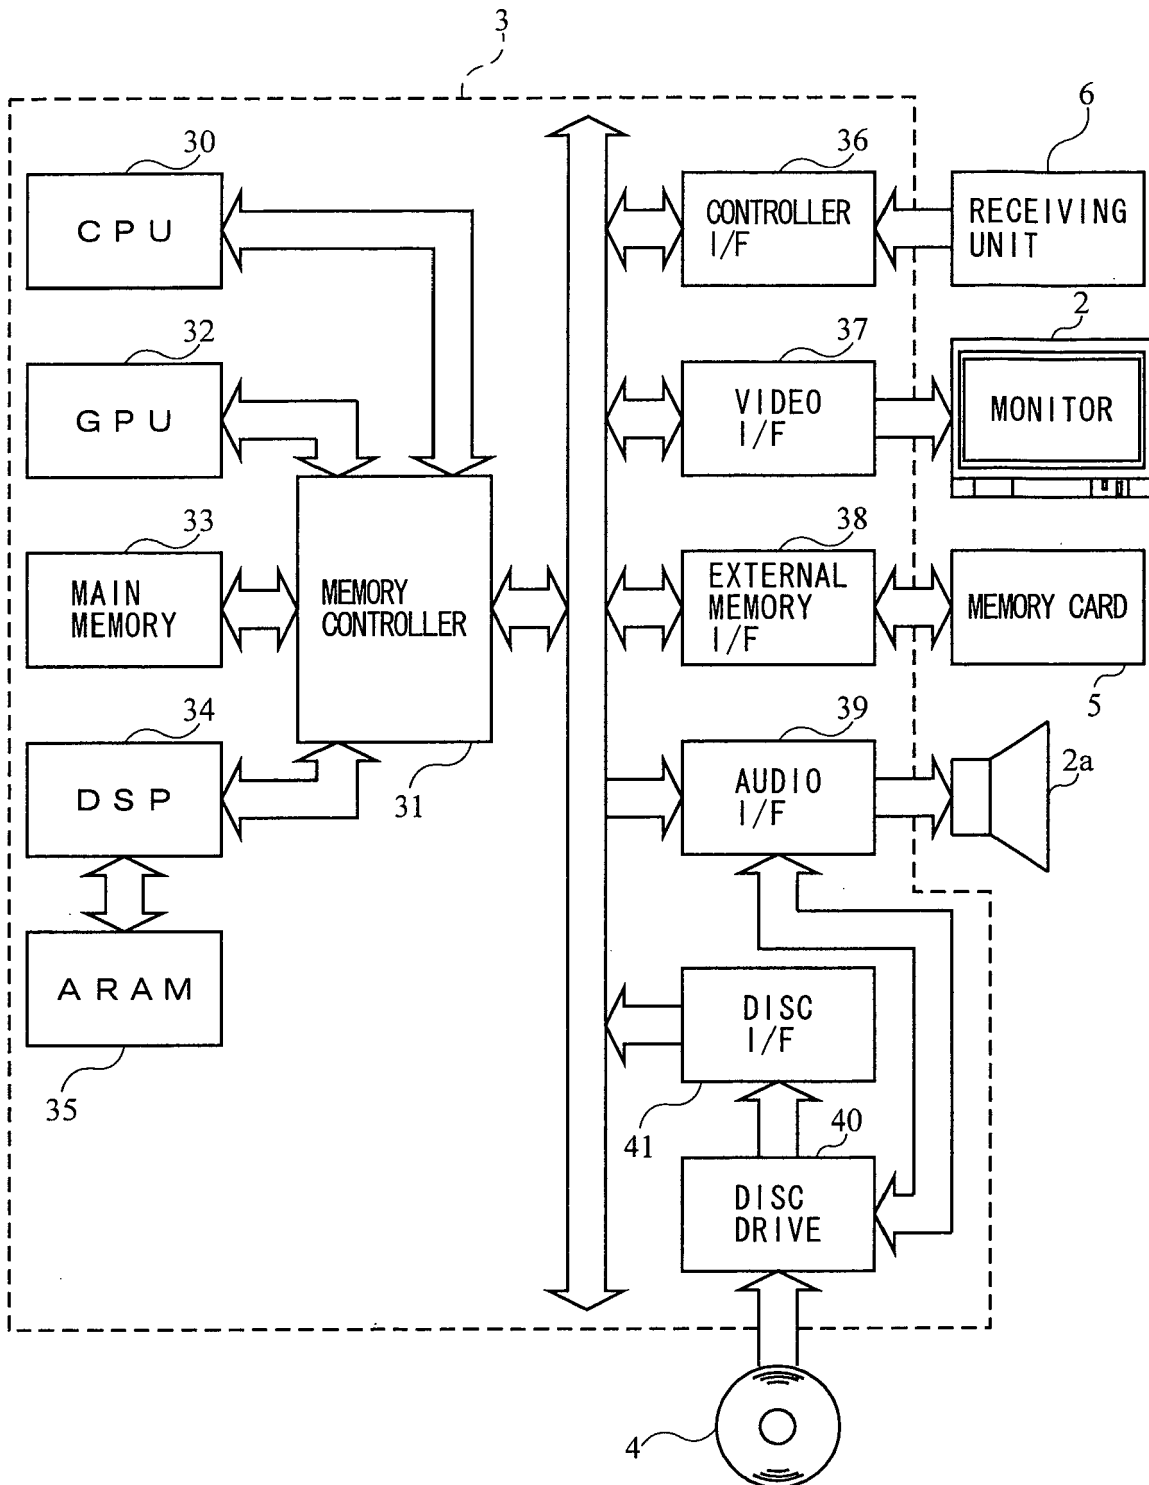 3
30
CPU
36
CONTROLLER
I/F
6
RECEIVING
UNIT
32
GPU
37
VIDEO
I/F
2
MONITOR
33
MAIN
MEMORY
MEMORY
CONTROLLER
31
38
EXTERNAL
MEMORY
I/F
MEMORY CARD
5
34
DSP
39
AUDIO
I/F
2a
ARAM
35
DISC
I/F
41
40
DISC
DRIVE
4